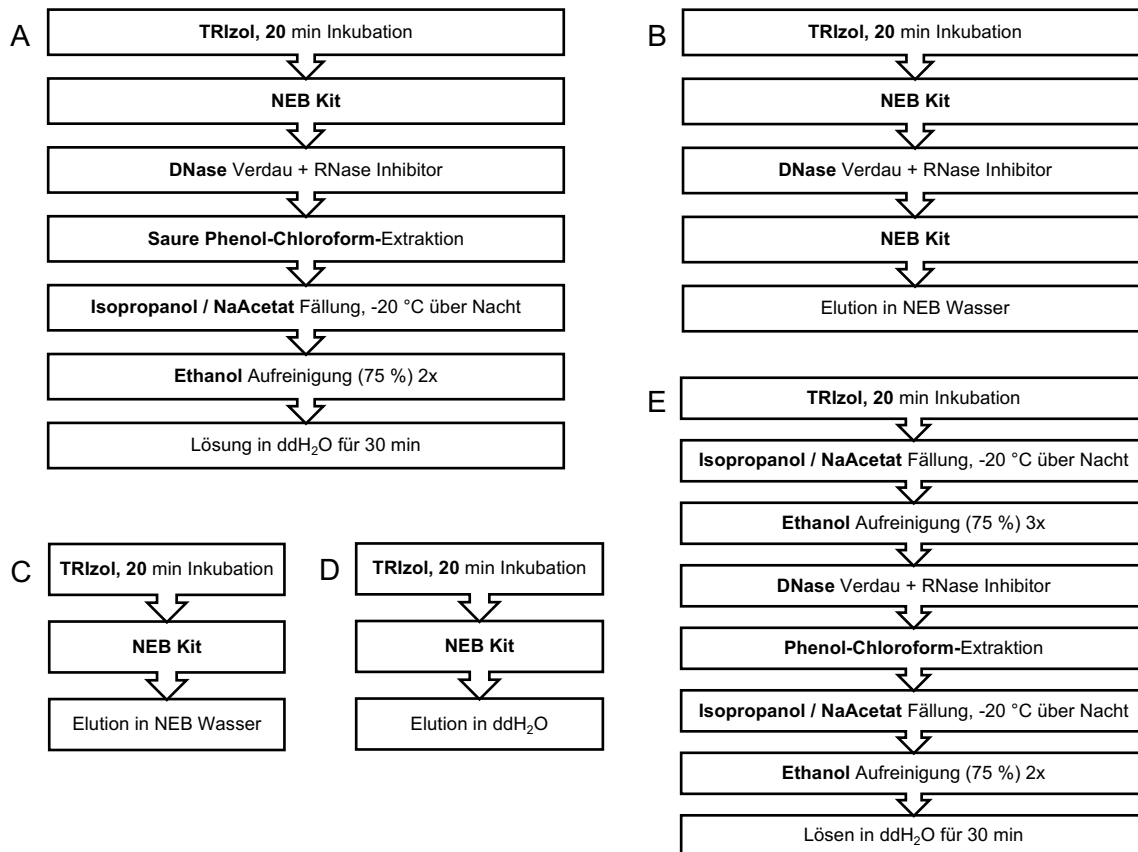 A
TRIzol, 20 min Inkubation
NEB Kit
DNase Verdau + RNase Inhibitor
Saure Phenol-Chloroform-Extraktion
Isopropanol / NaAcetat Fällung, -20 °C über Nacht
Ethanol Aufreinigung (75 %) 2x
Lösung in ddH₂O für 30 min
B
TRIzol, 20 min Inkubation
NEB Kit
DNase Verdau + RNase Inhibitor
NEB Kit
Elution in NEB Wasser
C
TRIzol, 20 min Inkubation
NEB Kit
Elution in NEB Wasser
D
TRIzol, 20 min Inkubation
NEB Kit
Elution in ddH₂O
E
TRIzol, 20 min Inkubation
Isopropanol / NaAcetat Fällung, -20 °C über Nacht
Ethanol Aufreinigung (75 %) 3x
DNase Verdau + RNase Inhibitor
Phenol-Chloroform-Extraktion
Isopropanol / NaAcetat Fällung, -20 °C über Nacht
Ethanol Aufreinigung (75 %) 2x
Lösen in ddH₂O für 30 min